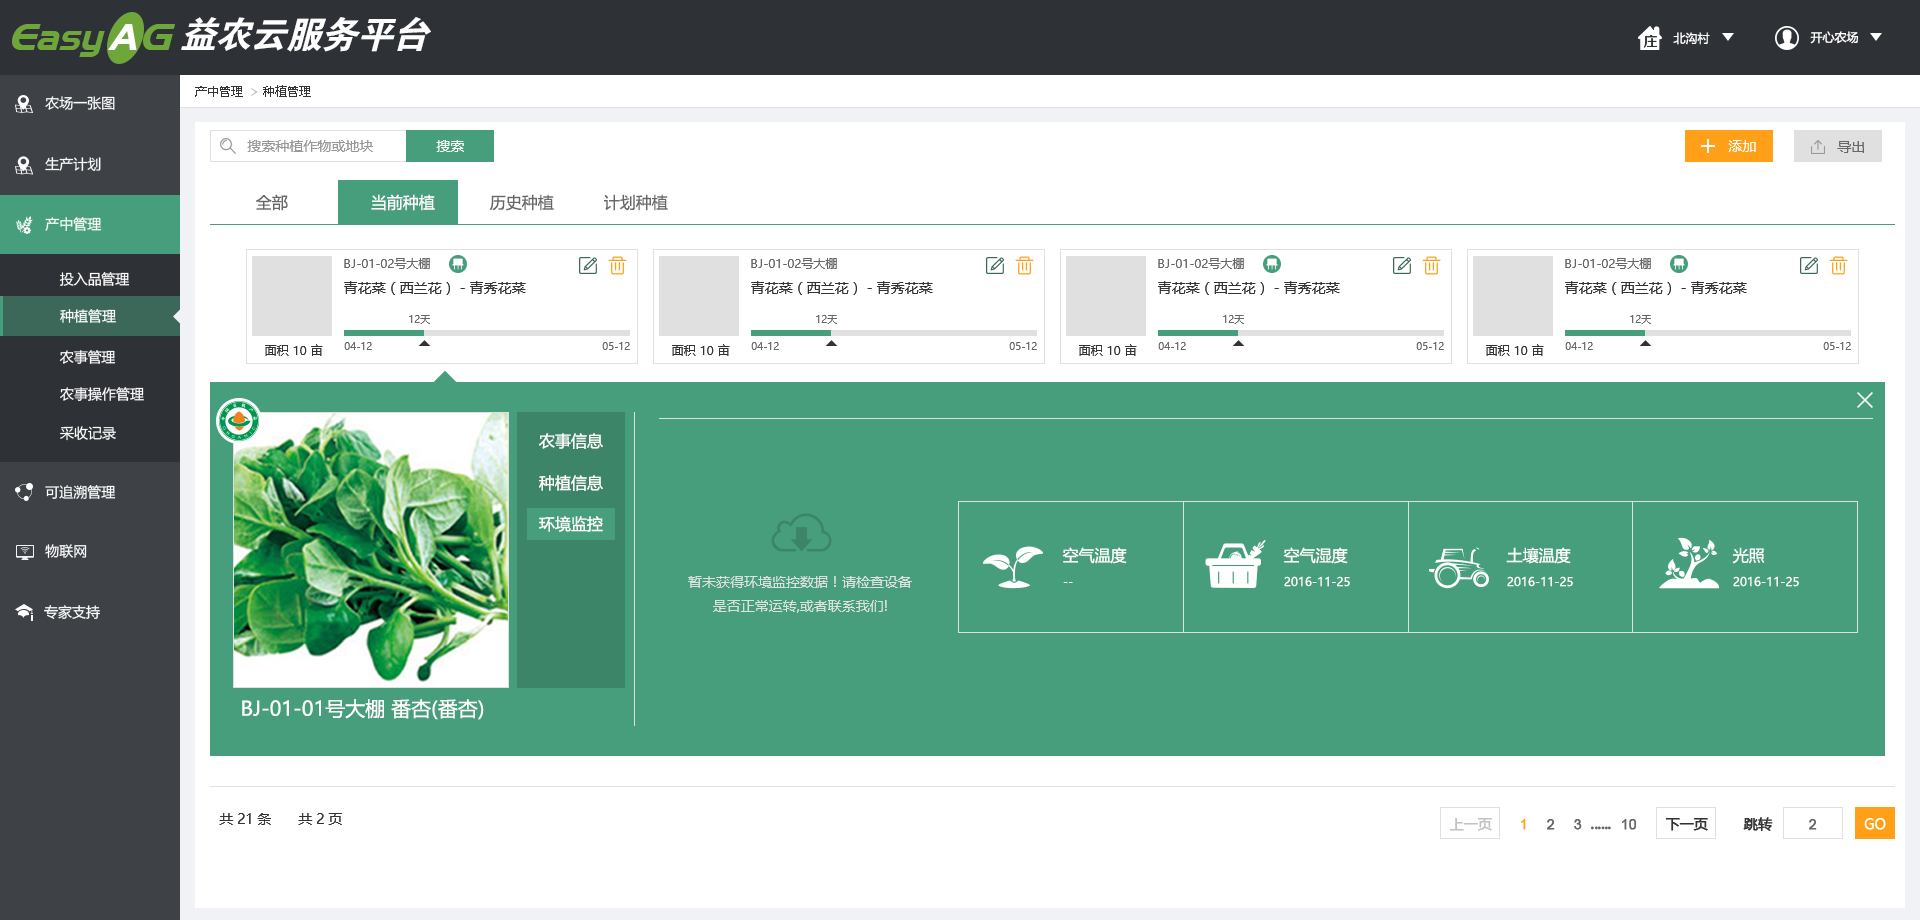 EasyAG 益农云服务平台
庄 北沟村
开心农场
农场一张图
生产计划
产中管理
投入品管理
种植管理
农事管理
农事操作管理
采收记录
可追溯管理
物联网
专家支持
产中管理 > 种植管理
搜索种植作物或地块
搜索
添加
导出
全部
当前种植
历史种植
计划种植
BJ-01-02号大棚
青花菜（西兰花） - 青秀花菜
12天
04-12
05-12
面积 10 亩
BJ-01-02号大棚
青花菜（西兰花） - 青秀花菜
12天
04-12
05-12
面积 10 亩
BJ-01-02号大棚
青花菜（西兰花） - 青秀花菜
12天
04-12
05-12
面积 10 亩
BJ-01-02号大棚
青花菜（西兰花） - 青秀花菜
12天
04-12
05-12
面积 10 亩
农事信息
种植信息
环境监控
BJ-01-01号大棚 番杏(番杏)
暂未获得环境监控数据！请检查设备
是否正常运转,或者联系我们!
空气温度
--
空气湿度
2016-11-25
土壤温度
2016-11-25
光照
2016-11-25
共 21 条
共 2 页
上一页
1 2 3 ...... 10
下一页
跳转
2
GO